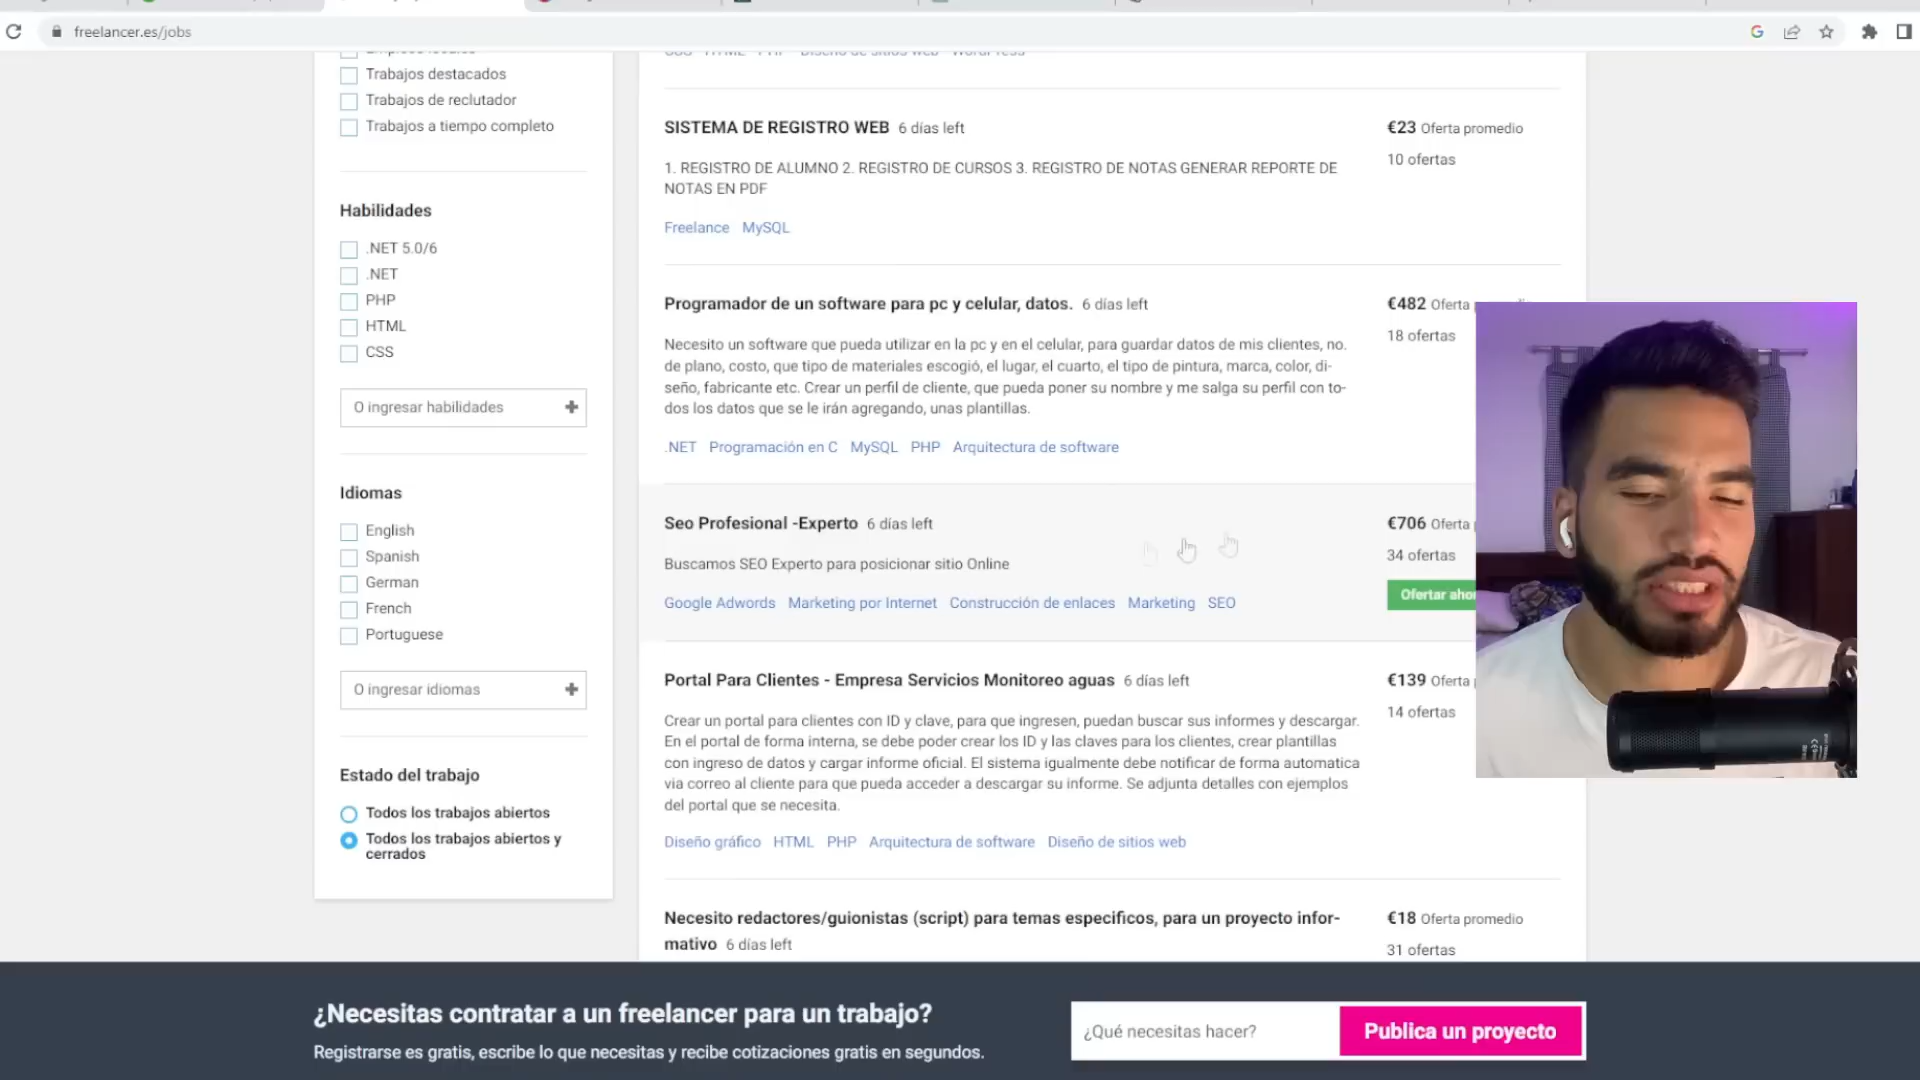 freelancer.es/jobs
Trabajos destacados
Trabajos de reclutador
Trabajos a tiempo completo
Habilidades
.NET 5.0/6
.NET
PHP
HTML
CSS
O ingresar habilidades
Idiomas
English
Spanish
German
French
Portuguese
O ingresar idiomas
Estado del trabajo
Todos los trabajos abiertos
Todos los trabajos abiertos y
cerrados
SISTEMA DE REGISTRO WEB 6 días left
€23 Oferta promedio
10 ofertas
1. REGISTRO DE ALUMNO 2. REGISTRO DE CURSOS 3. REGISTRO DE NOTAS GENERAR REPORTE DE
NOTAS EN PDF
Freelance MySQL
Programador de un software para pc y celular, datos. 6 días left
€482 Oferta
18 ofertas
Necesito un software que pueda utilizar en la pc y en el celular, para guardar datos de mis clientes, no.
de plano, costo, que tipo de materiales escogió, el lugar, el cuarto, el tipo de pintura, marca, color, di-
seño, fabricante etc. Crear un perfil de cliente, que pueda poner su nombre y me salga su perfil con to-
dos los datos que se le irán agregando, unas plantillas.
.NET Programación en C MySQL PHP Arquitectura de software
Seo Profesional -Experto 6 días left
€706 Oferta
34 ofertas
Buscamos SEO Experto para posicionar sitio Online
Google Adwords Marketing por Internet Construcción de enlaces Marketing SEO
Ofertar
Portal Para Clientes - Empresa Servicios Monitoreo aguas 6 días left
€139 Oferta
14 ofertas
Crear un portal para clientes con ID y clave, para que ingresen, puedan buscar sus informes y descargar.
En el portal de forma interna, se debe poder crear los ID y las claves para los clientes, crear plantillas
con ingreso de datos y cargar informe oficial. El sistema igualmente debe notificar de forma automatica
via correo al cliente para que pueda acceder a descargar su informe. Se adjunta detalles con ejemplos
del portal que se necesita.
Diseño gráfico HTML PHP Arquitectura de software Diseño de sitios web
Necesito redactores/guionistas (script) para temas especificos, para un proyecto infor-
mativo 6 días left
€18 Oferta promedio
31 ofertas
¿Necesitas contratar a un freelancer para un trabajo?
Registrarse es gratis, escribe lo que necesitas y recibe cotizaciones gratis en segundos.
¿Qué necesitas hacer?
Publica un proyecto